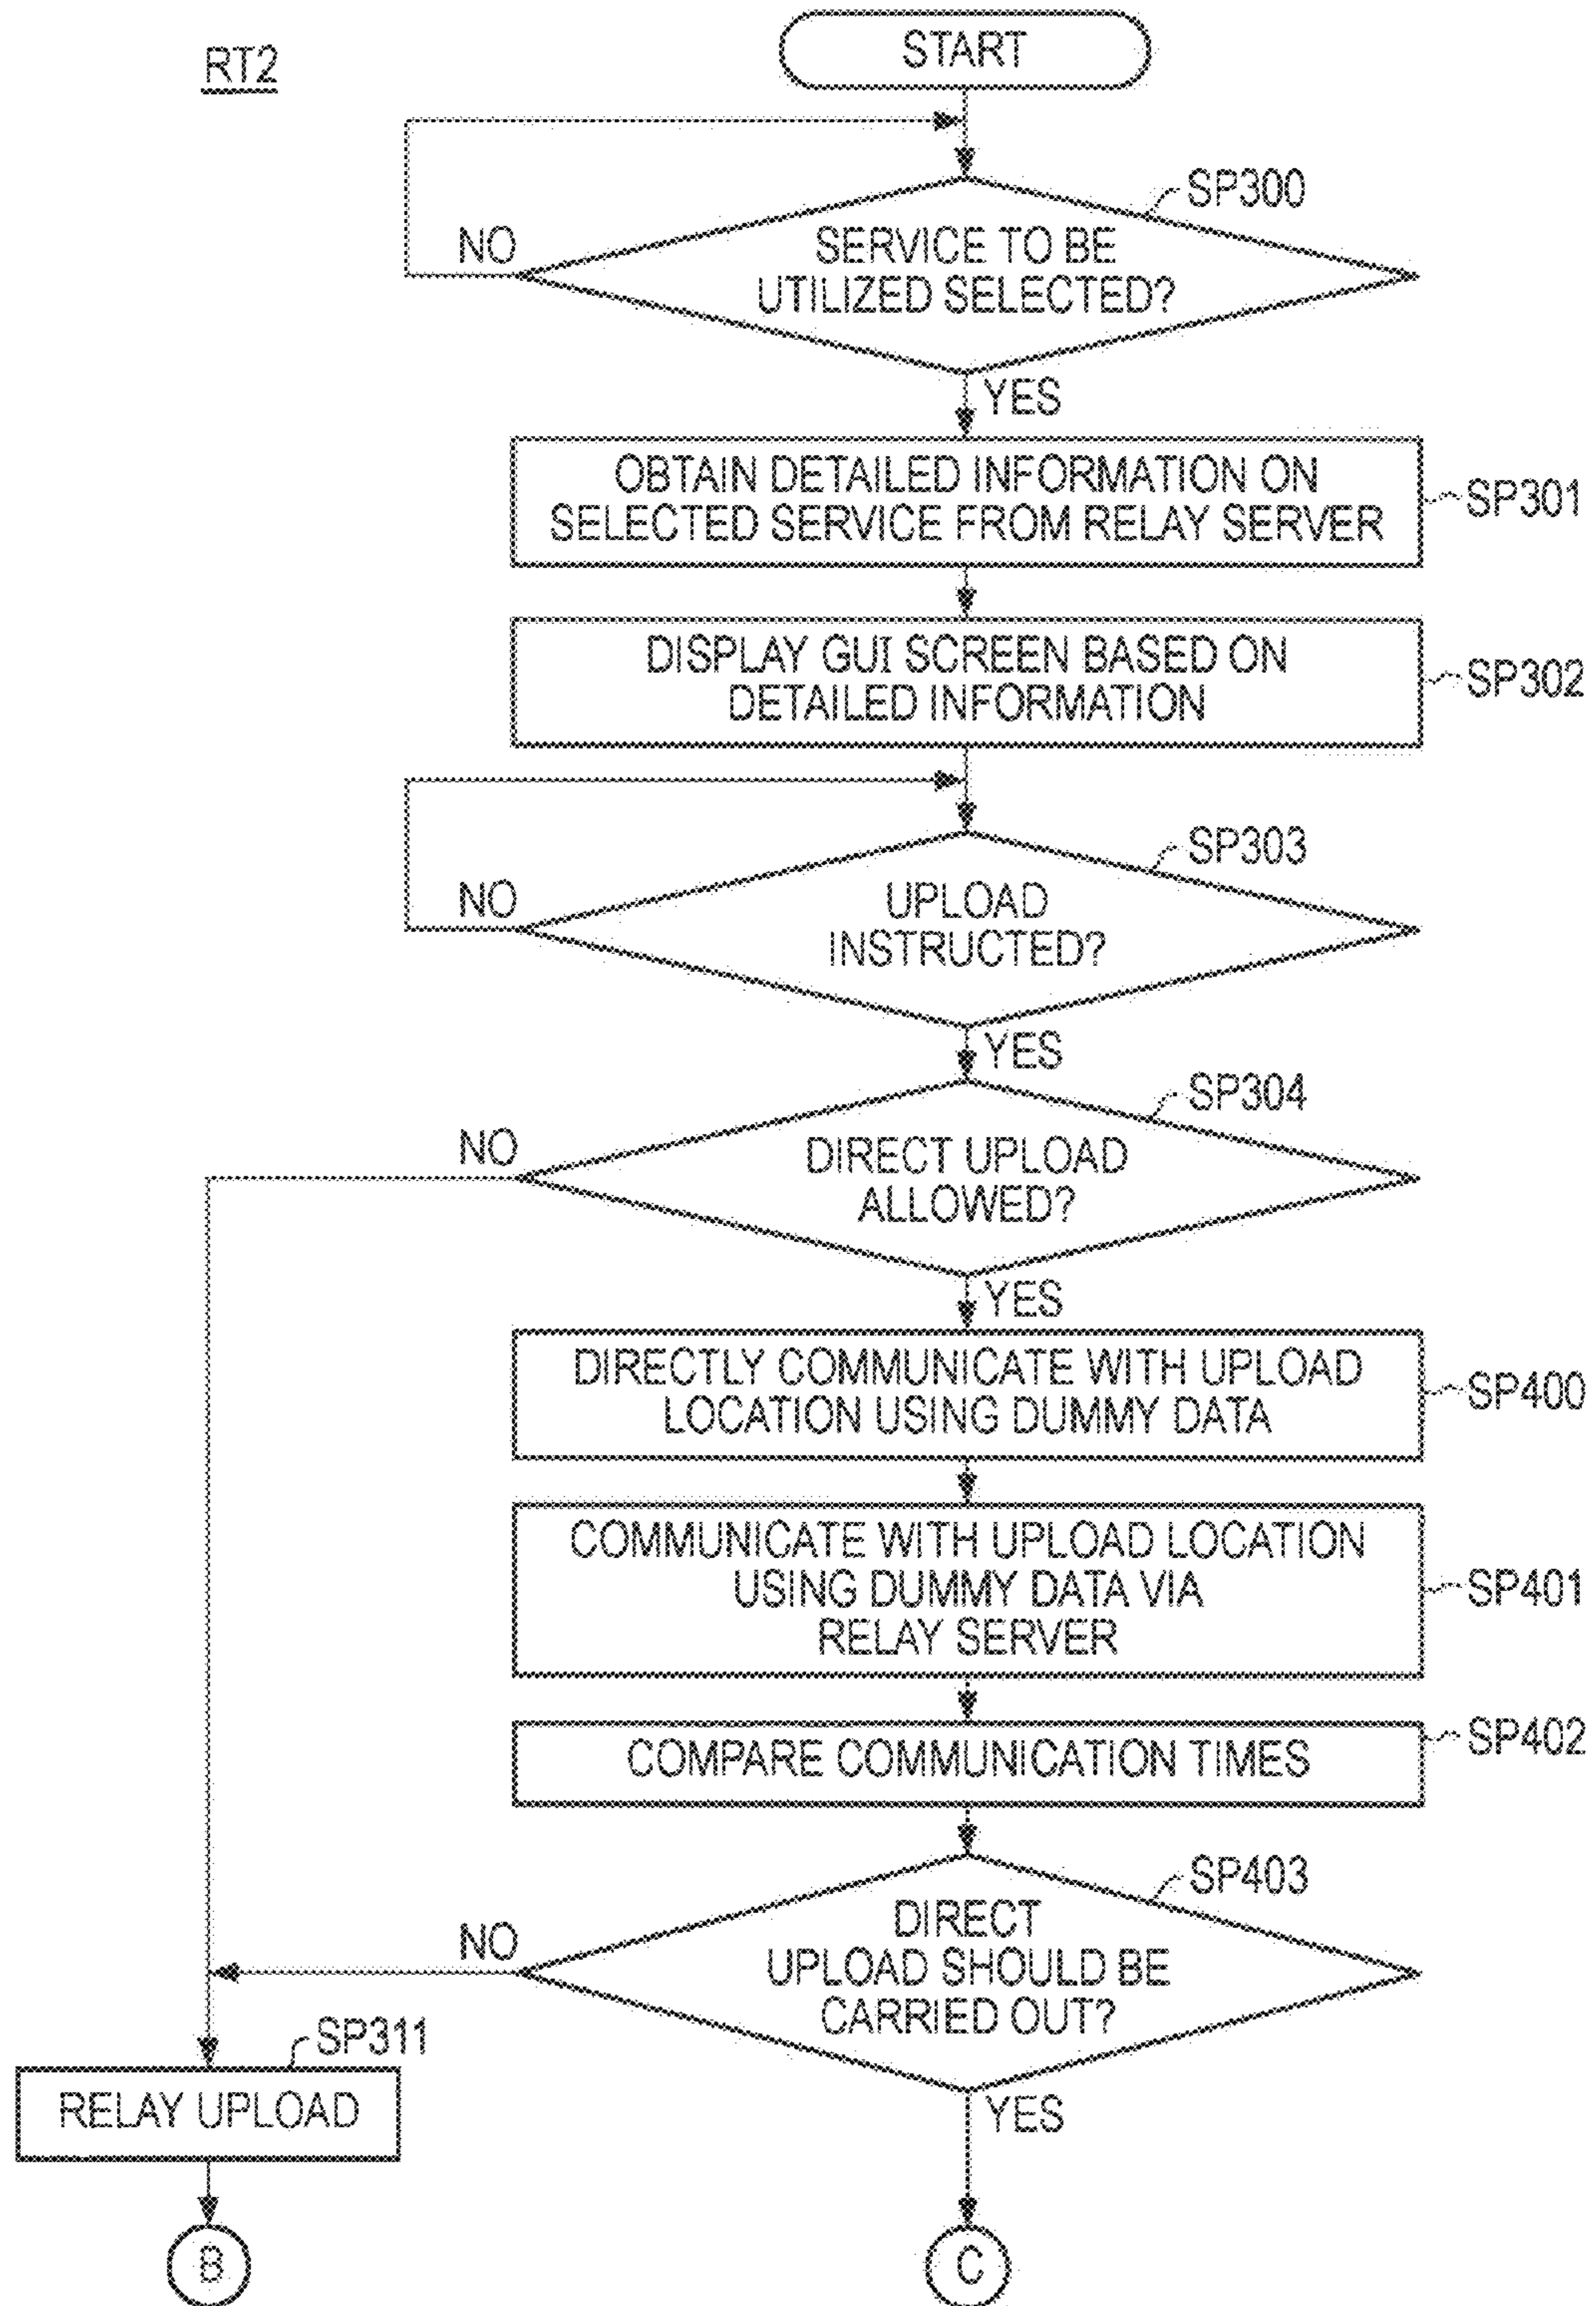 RT2
START
SP300
NO
SERVICE TO BE
UTILIZED SELECTED?
YES
OBTAIN DETAILED INFORMATION ON
SELECTED SERVICE FROM RELAY SERVER
SP301
DISPLAY GUI SCREEN BASED ON
DETAILED INFORMATION
SP302
SP303
NO
UPLOAD
INSTRUCTED?
YES
SP304
NO
DIRECT UPLOAD
ALLOWED?
YES
DIRECTLY COMMUNICATE WITH UPLOAD
LOCATION USING DUMMY DATA
SP400
COMMUNICATE WITH UPLOAD LOCATION
USING DUMMY DATA VIA
RELAY SERVER
SP401
COMPARE COMMUNICATION TIMES
SP402
SP403
NO
DIRECT
UPLOAD SHOULD BE
CARRIED OUT?
SP311
RELAY UPLOAD
YES
B
C